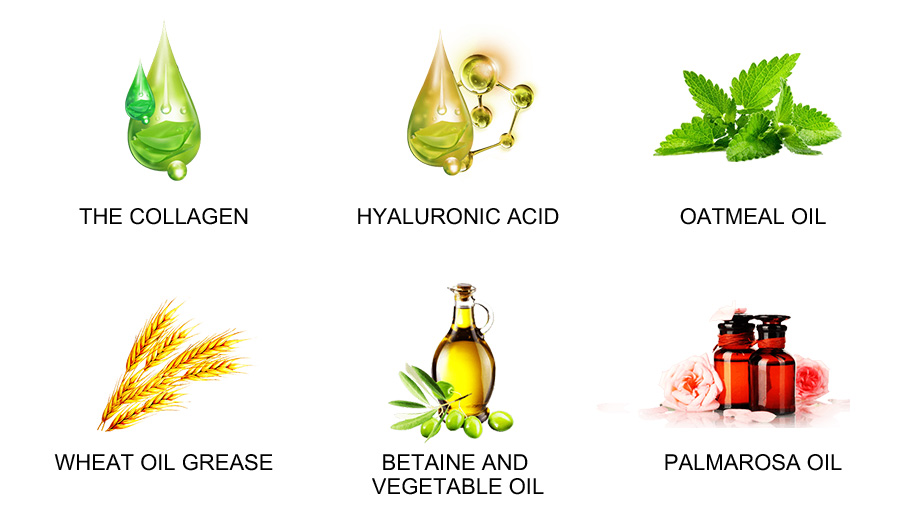 THE COLLAGEN
HYALURONIC ACID
OATMEAL OIL
WHEAT OIL GREASE
BETAINE AND
VEGETABLE OIL
PALMAROSA OIL